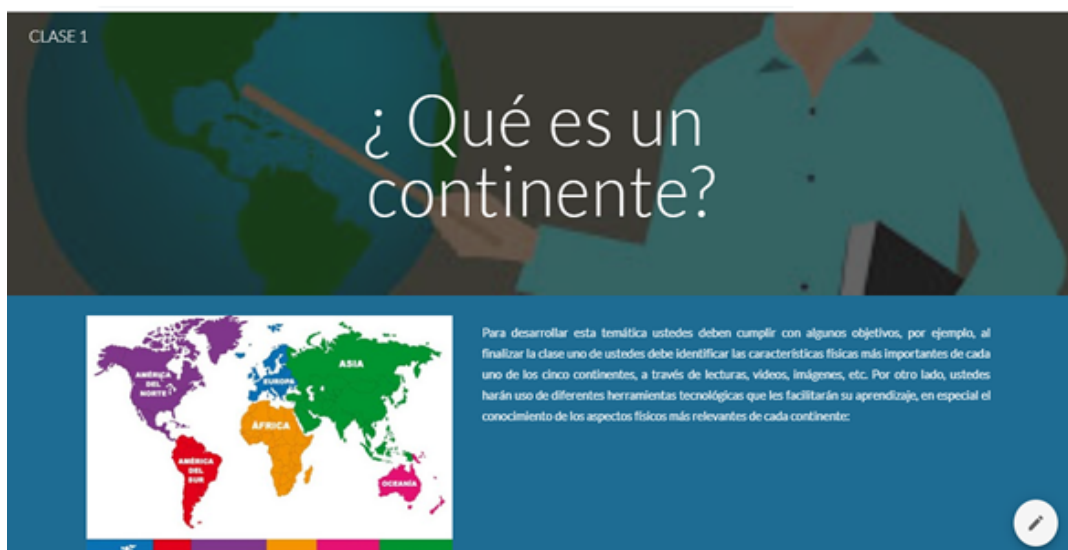 CLASE 1
¿ Qué es un
continente?
AMÉRICA
DEL
NORTE
EUROPA
ASIA
ÁFRICA
AMÉRICA
DEL
SUR
OCEANÍA
Para desarrollar esta temática ustedes deben cumplir con algunos objetivos, por ejemplo, al
finalizar la clase uno de ustedes debe identificar las características físicas más importantes de cada
uno de los cinco continentes, a través de lecturas, videos, imágenes, etc. Por otro lado, ustedes
harán uso de diferentes herramientas tecnológicas que les facilitarán su aprendizaje, en especial el
conocimiento de los aspectos físicos más relevantes de cada continente: